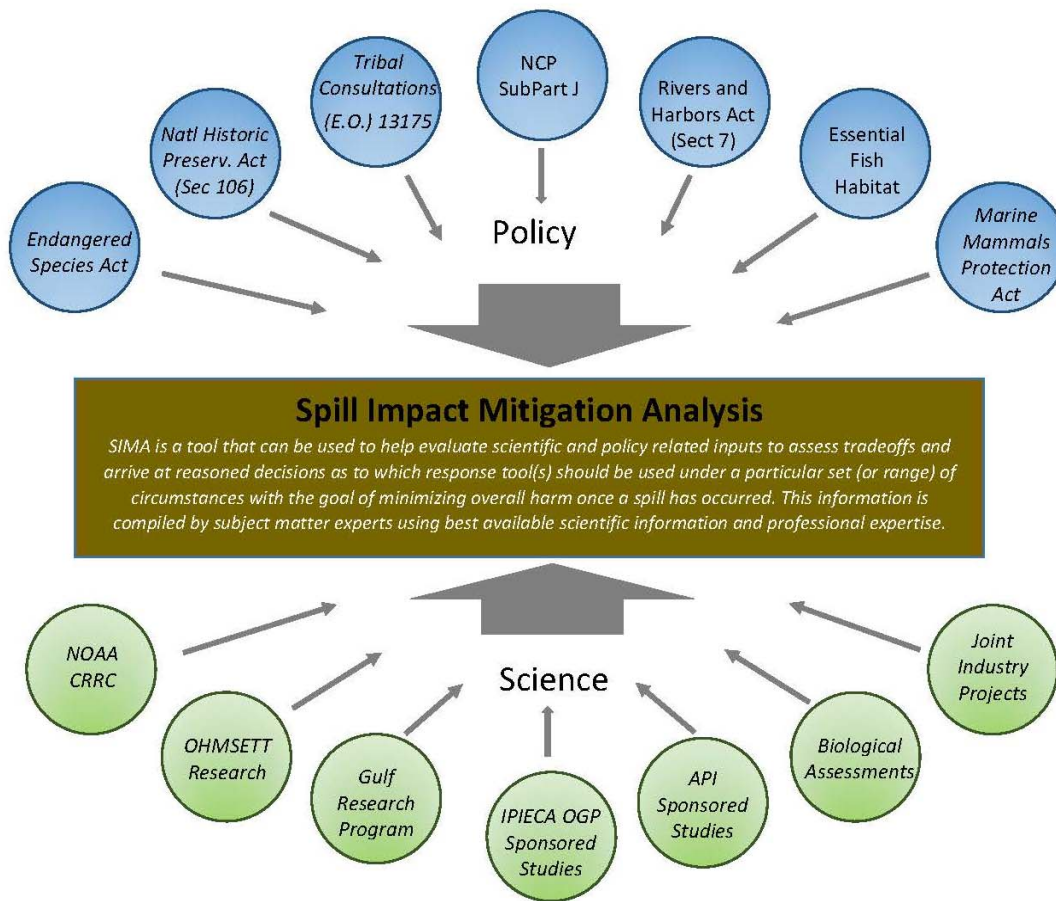 Endangered
Species Act
Natl Historic
Preserv. Act
(Sec 106)
Tribal
Consultations
(E.O.) 13175
NCP
SubPart J
Rivers and
Harbors Act
(Sect 7)
Essential
Fish
Habitat
Marine
Mammals
Protection
Act
Policy
Spill Impact Mitigation Analysis
SIMA is a tool that can be used to help evaluate scientific and policy related inputs to assess tradeoffs and
arrive at reasoned decisions as to which response tool(s) should be used under a particular set (or range) of
circumstances with the goal of minimizing overall harm once a spill has occurred. This information is
compiled by subject matter experts using best available scientific information and professional expertise.
Science
NOAA
CRRC
OHMSETT
Research
Gulf
Research
Program
IPIECA OGP
Sponsored
Studies
API
Sponsored
Studies
Biological
Assessments
Joint
Industry
Projects